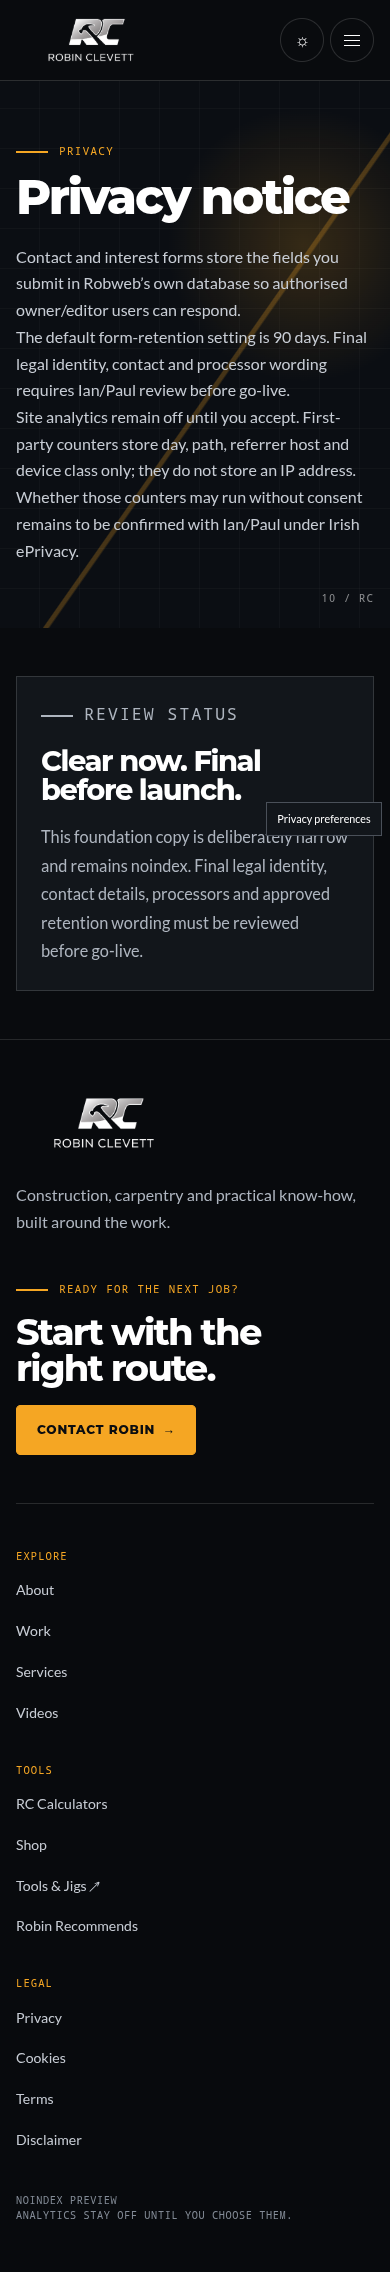 RC
ROBIN CLEVETT
☼
PRIVACY
Privacy notice
Contact and interest forms store the fields you
submit in Robweb’s own database so authorised
owner/editor users can respond.
The default form-retention setting is 90 days. Final
legal identity, contact and processor wording
requires Ian/Paul review before go-live.
Site analytics remain off until you accept. First-
party counters store day, path, referrer host and
device class only; they do not store an IP address.
Whether those counters may run without consent
remains to be confirmed with Ian/Paul under Irish
ePrivacy.
10 / RC
REVIEW STATUS
Clear now. Final
before launch.
Privacy preferences
This foundation copy is deliberately narrow
and remains noindex. Final legal identity,
contact details, processors and approved
retention wording must be reviewed
before go-live.
RC
ROBIN CLEVETT
Construction, carpentry and practical know-how,
built around the work.
READY FOR THE NEXT JOB?
Start with the
right route.
CONTACT ROBIN →
EXPLORE
About
Work
Services
Videos
TOOLS
RC Calculators
Shop
Tools & Jigs ↗
Robin Recommends
LEGAL
Privacy
Cookies
Terms
Disclaimer
NOINDEX PREVIEW
ANALYTICS STAY OFF UNTIL YOU CHOOSE THEM.